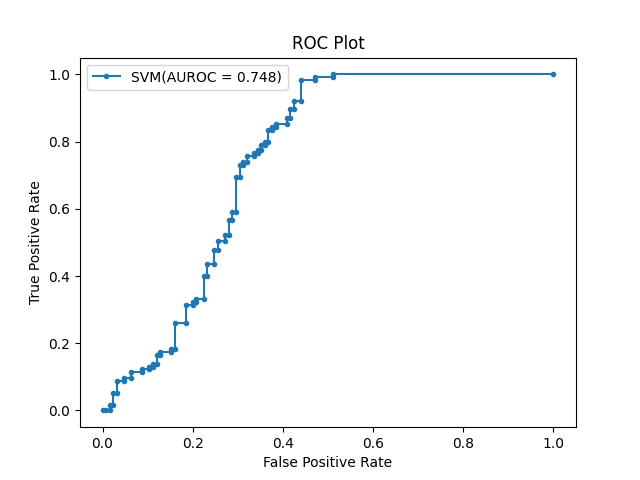 ROC Plot
SVM(AUROC = 0.748)
True Positive Rate
1.0
0.8
0.6
0.4
0.2
0.0
0.0 0.2 0.4 0.6 0.8 1.0
False Positive Rate